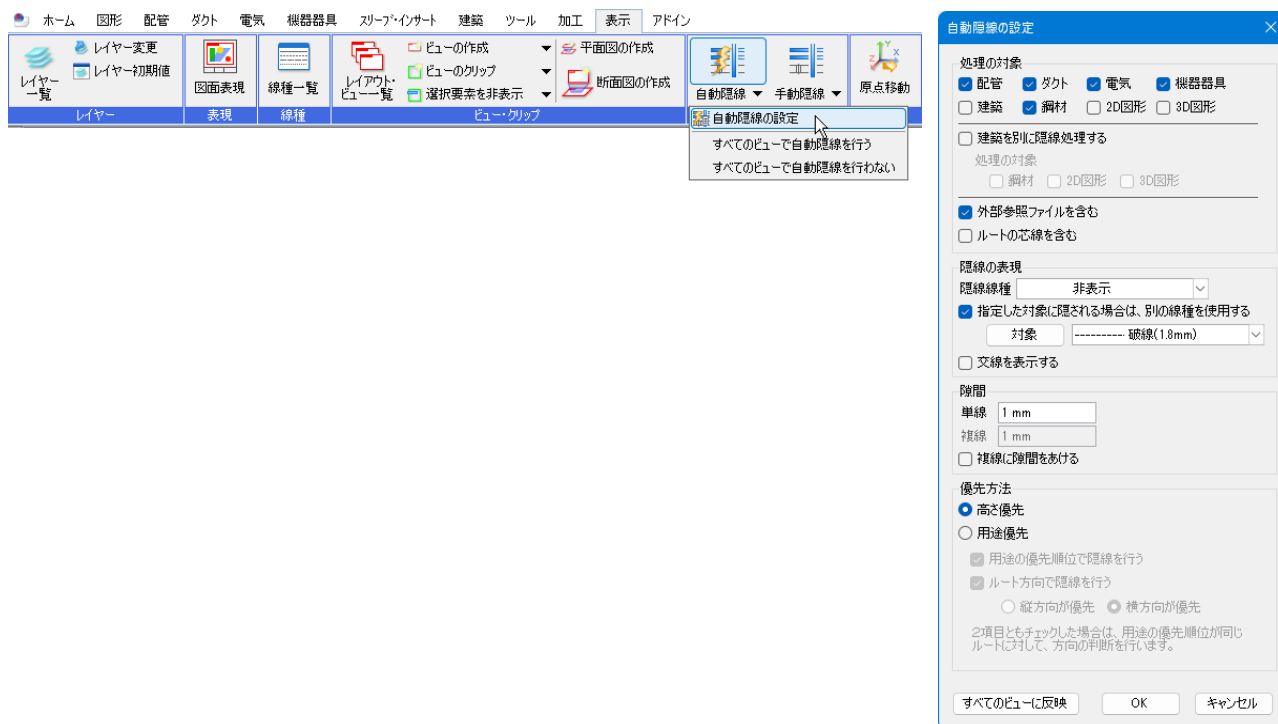 ホーム 図形 配管 ダクト 電気 機器器具 スリーブ・インサート 建築 ツール 加工 表示 アドイン
レイヤー一覧
レイヤー変更
レイヤー初期値
レイヤー
図面表現
表現
線種一覧
線種
レイアウト・ビュー一覧
ビューの作成
ビューのクリップ
選択要素を非表示
平面図の作成
断面図の作成
ビュー・クリップ
自動隠線
手動隠線
原点移動
自動隠線の設定
すべてのビューで自動隠線を行う
すべてのビューで自動隠線を行わない
自動隠線の設定
処理の対象
配管 ダクト 電気 機器器具
建築 鋼材 2D図形 3D図形
建築を別に隠線処理する
処理の対象
鋼材 2D図形 3D図形
外部参照ファイルを含む
ルートの芯線を含む
隠線の表現
隠線線種 非表示
指定した対象に隠される場合は、別の線種を使用する
対象 --------- 破線(1.8mm)
交線を表示する
隙間
単線 1 mm
複線 1 mm
複線に隙間をあける
優先方法
高さ優先
用途優先
用途の優先順位で隠線を行う
ルート方向で隠線を行う
縦方向が優先 横方向が優先
2項目ともチェックした場合は、用途の優先順位が同じ
ルートに対して、方向の判断を行います。
すべてのビューに反映 OK キャンセル